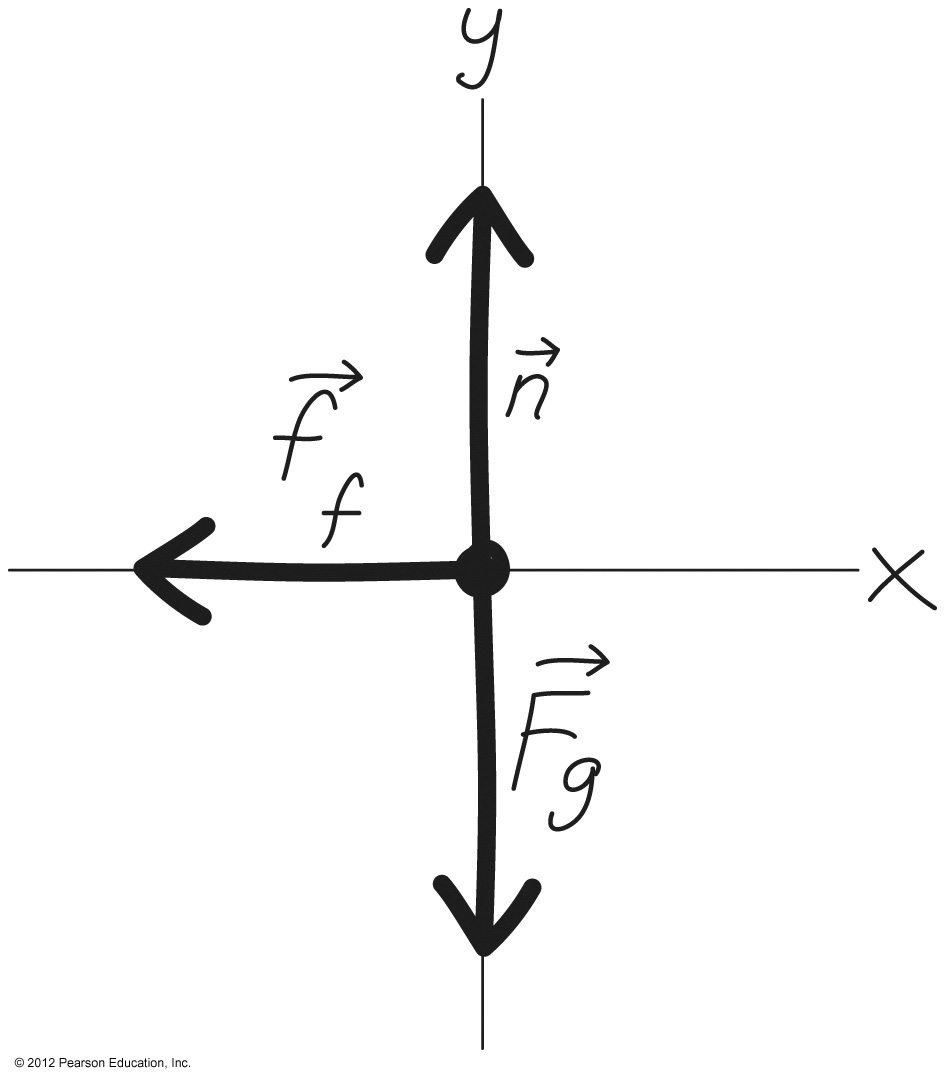 y
n⃗
f⃗
f
x
F⃗g
© 2012 Pearson Education, Inc.